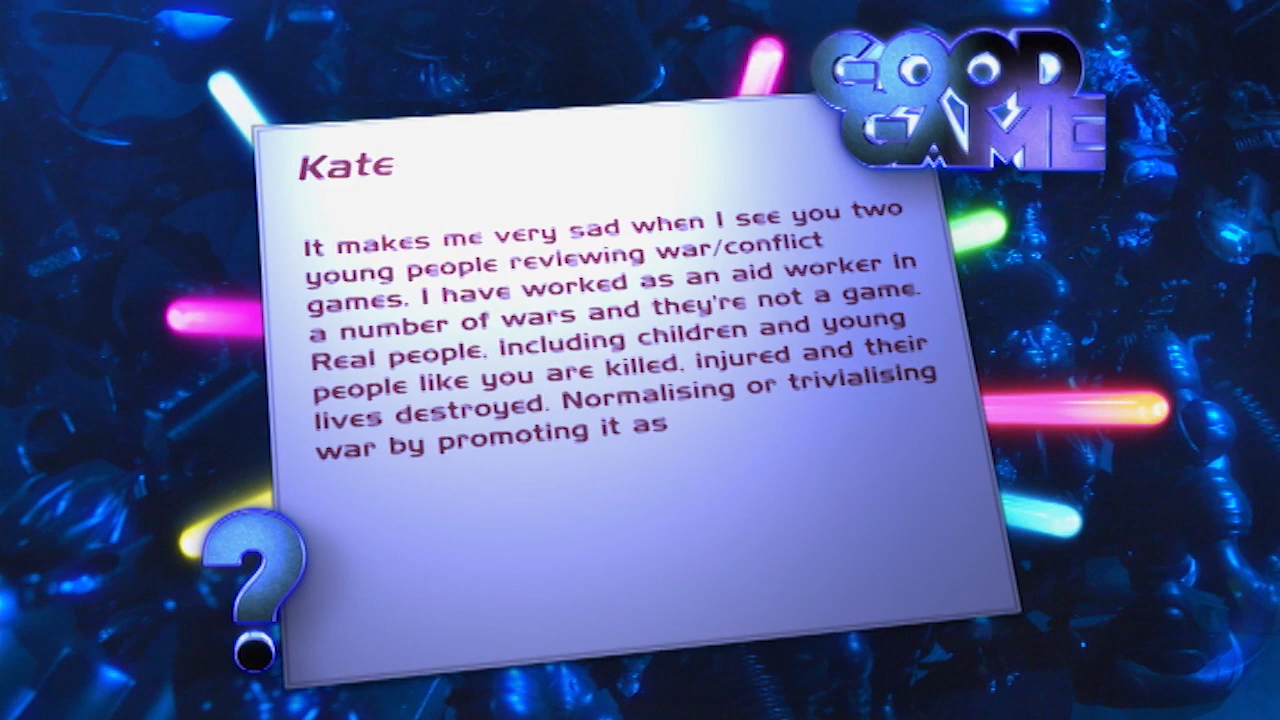 GOOD
GAME
Kate
It makes me very sad when I see you two
young people reviewing war/conflict
games. I have worked as an aid worker in
a number of wars and they're not a game.
Real people, including children and young
people like you are killed, injured and their
lives destroyed. Normalising or trivialising
war by promoting it as
?